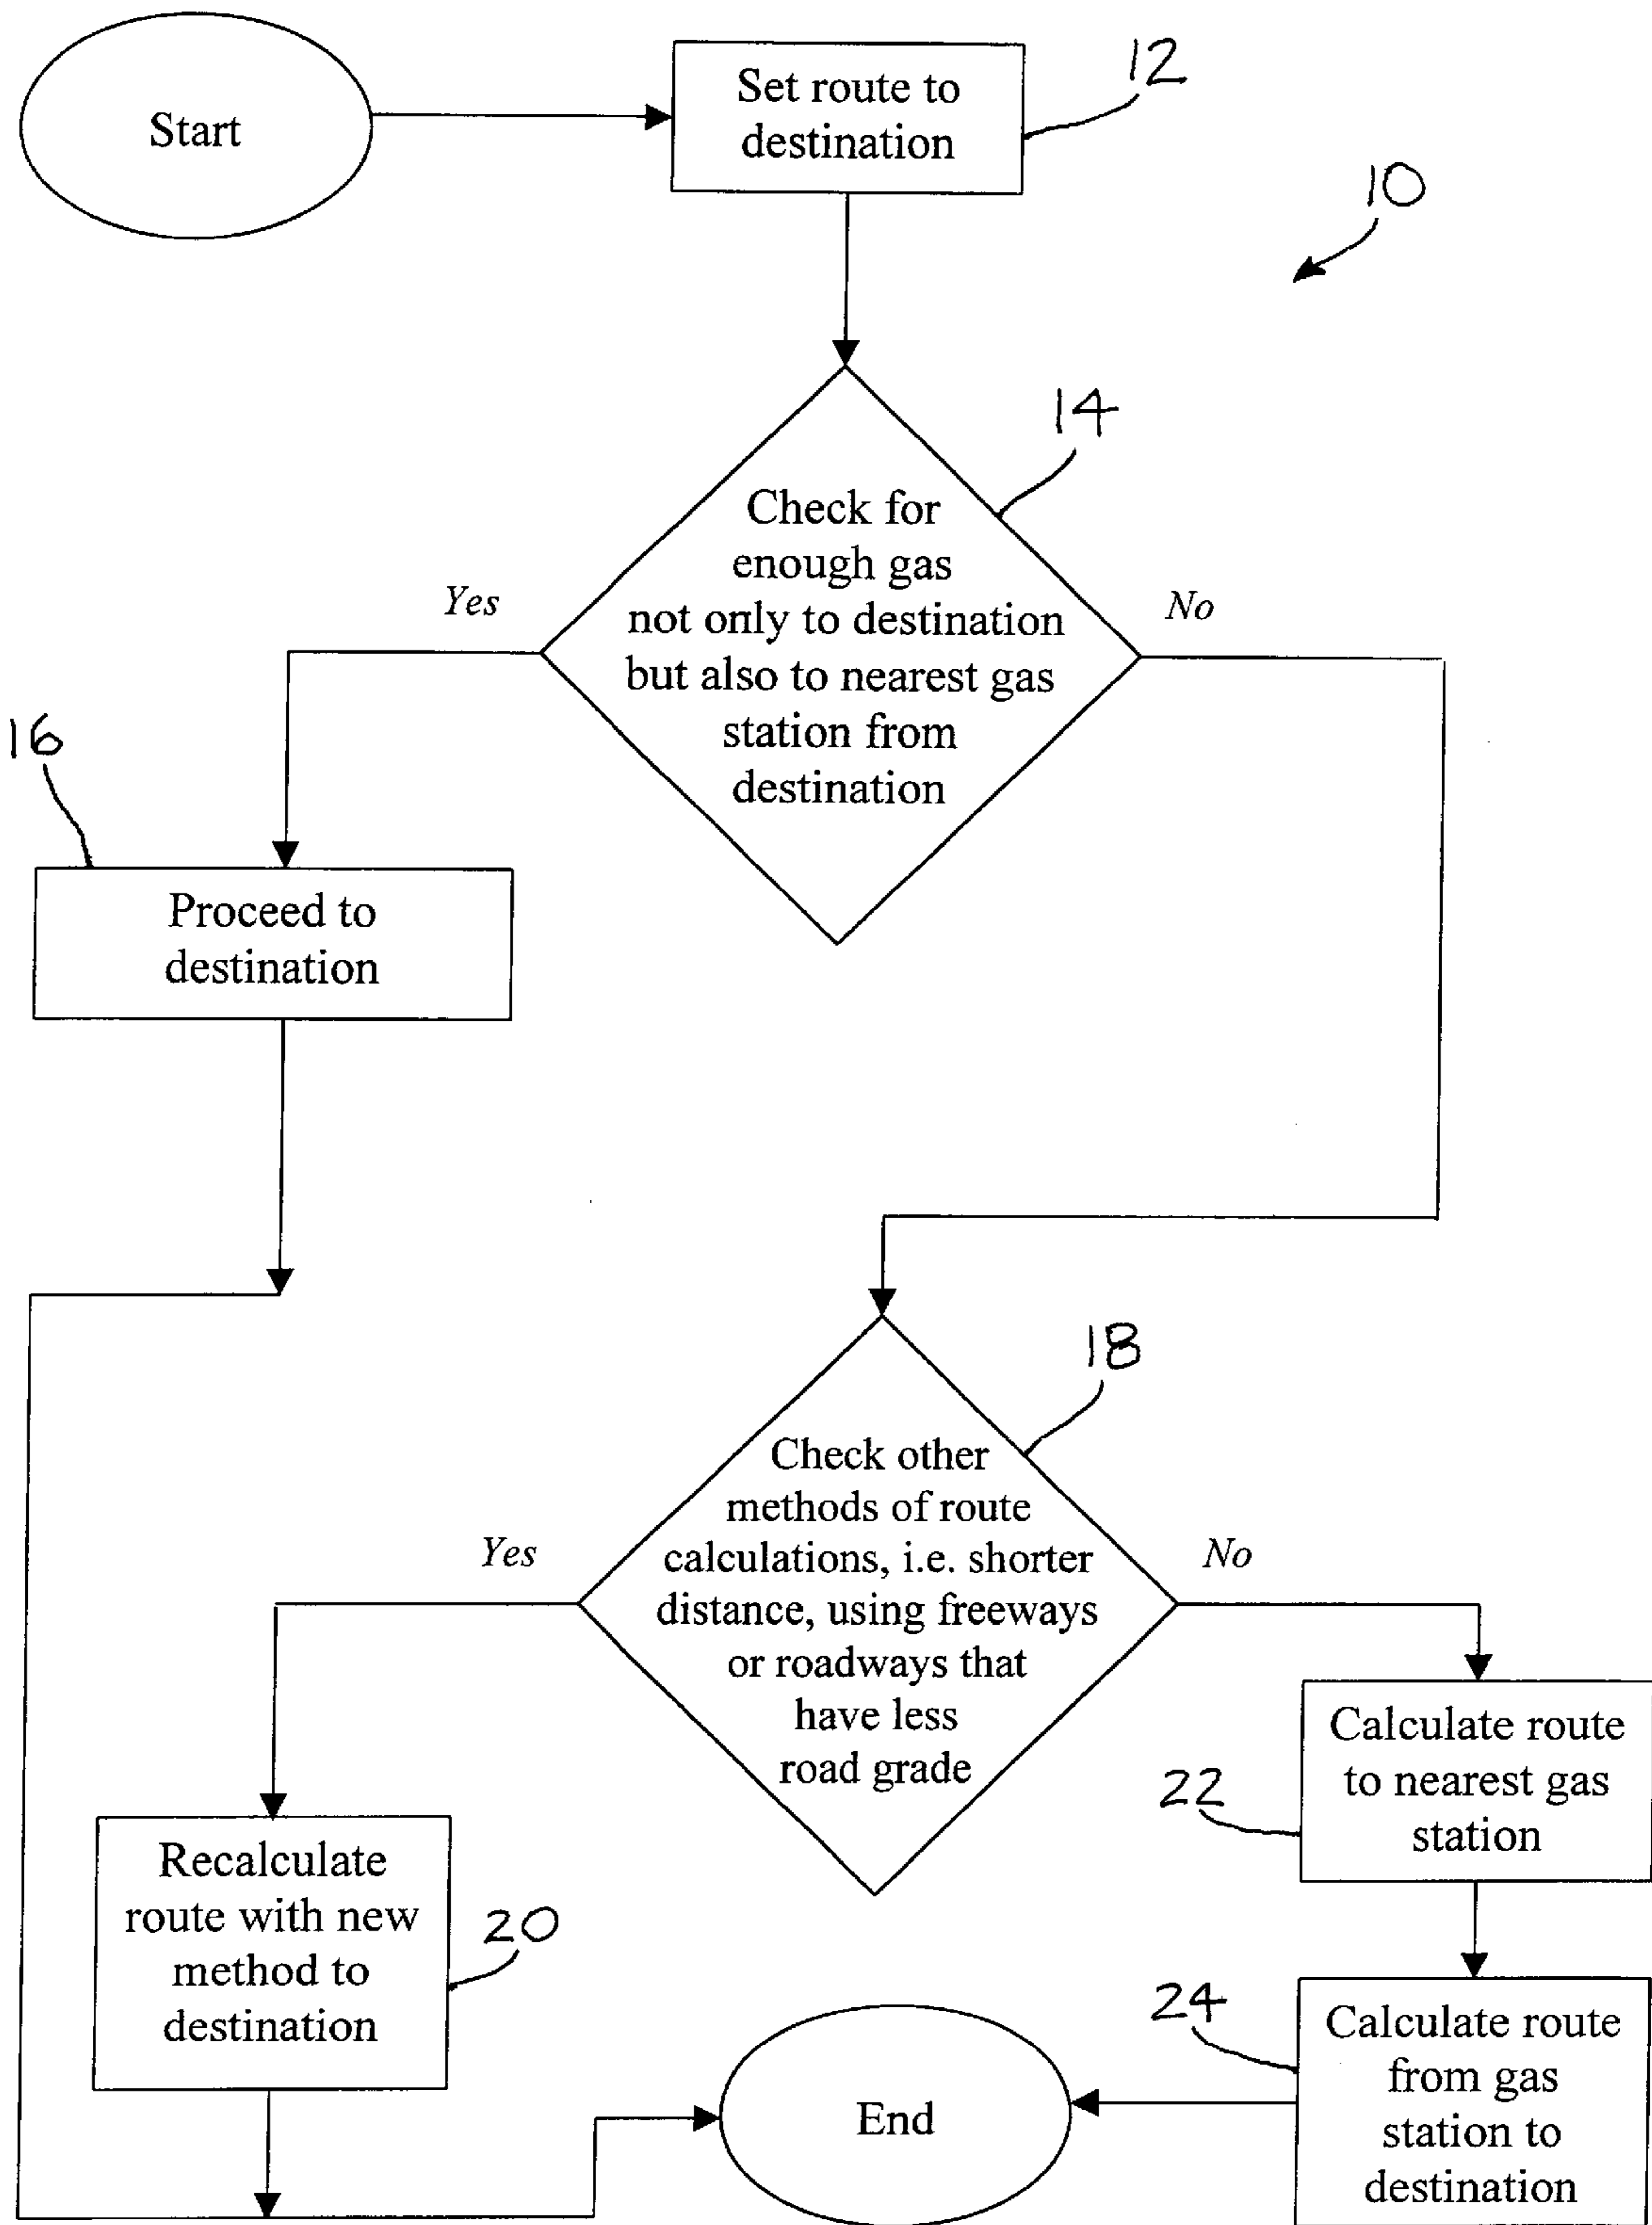 Start
Set route to
destination
12
10
14
Check for
enough gas
not only to destination
but also to nearest gas
station from
destination
Yes
No
16
Proceed to
destination
18
Check other
methods of route
calculations, i.e. shorter
distance, using freeways
or roadways that
have less
road grade
Yes
No
Calculate route
to nearest gas
station
22
Recalculate
route with new
method to
destination
20
24
Calculate route
from gas
station to
destination
End